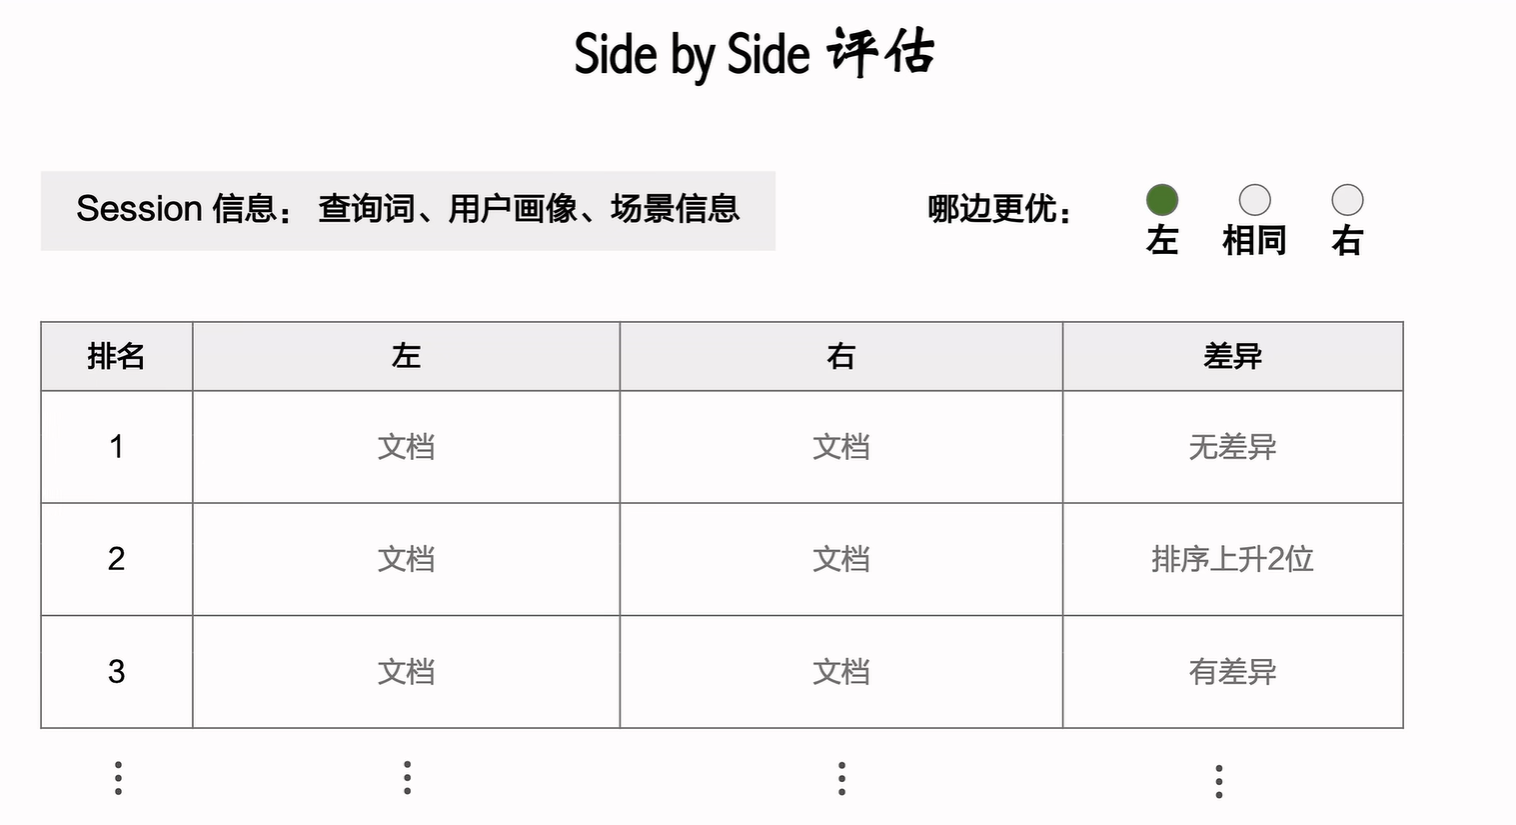 Side by Side 评估
Session 信息： 查询词、用户画像、场景信息
哪边更优：
左 相同 右
排名 左 右 差异
1 文档 文档 无差异
2 文档 文档 排序上升2位
3 文档 文档 有差异